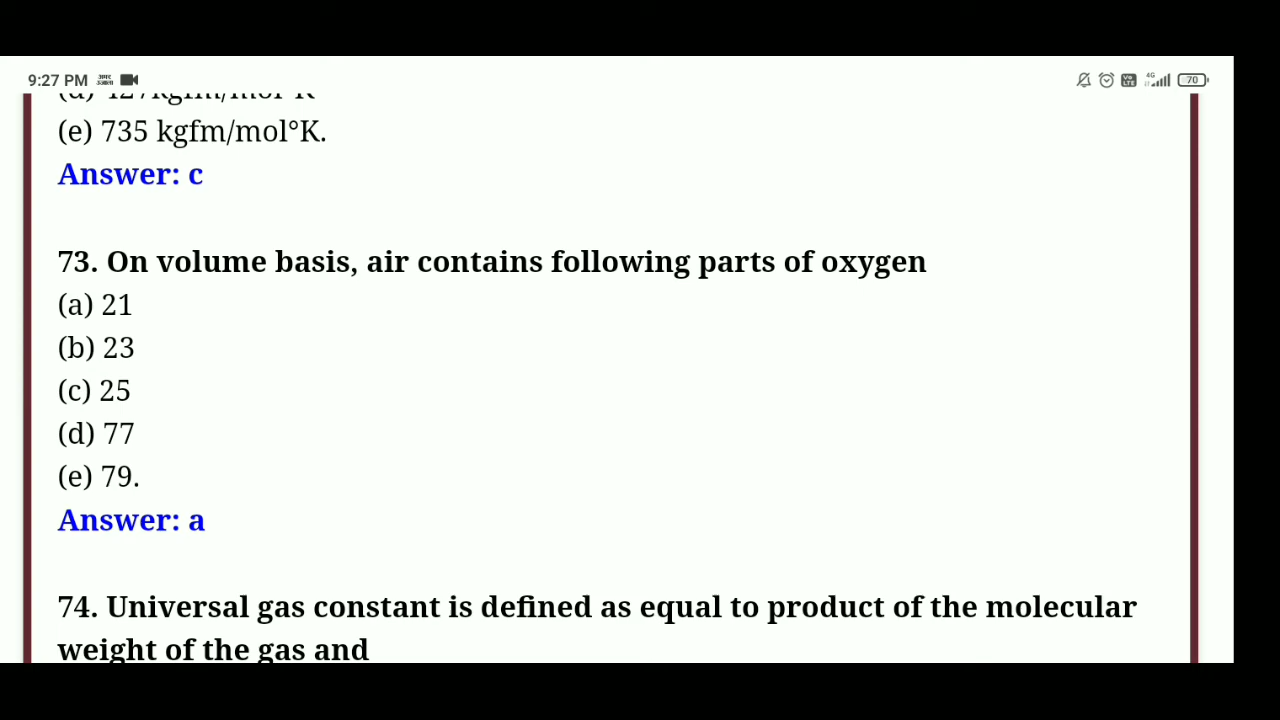 9:27 PM
4G 70
(e) 735 kgfm/mol°K.
Answer: c
73. On volume basis, air contains following parts of oxygen
(a) 21
(b) 23
(c) 25
(d) 77
(e) 79.
Answer: a
74. Universal gas constant is defined as equal to product of the molecular
weight of the gas and